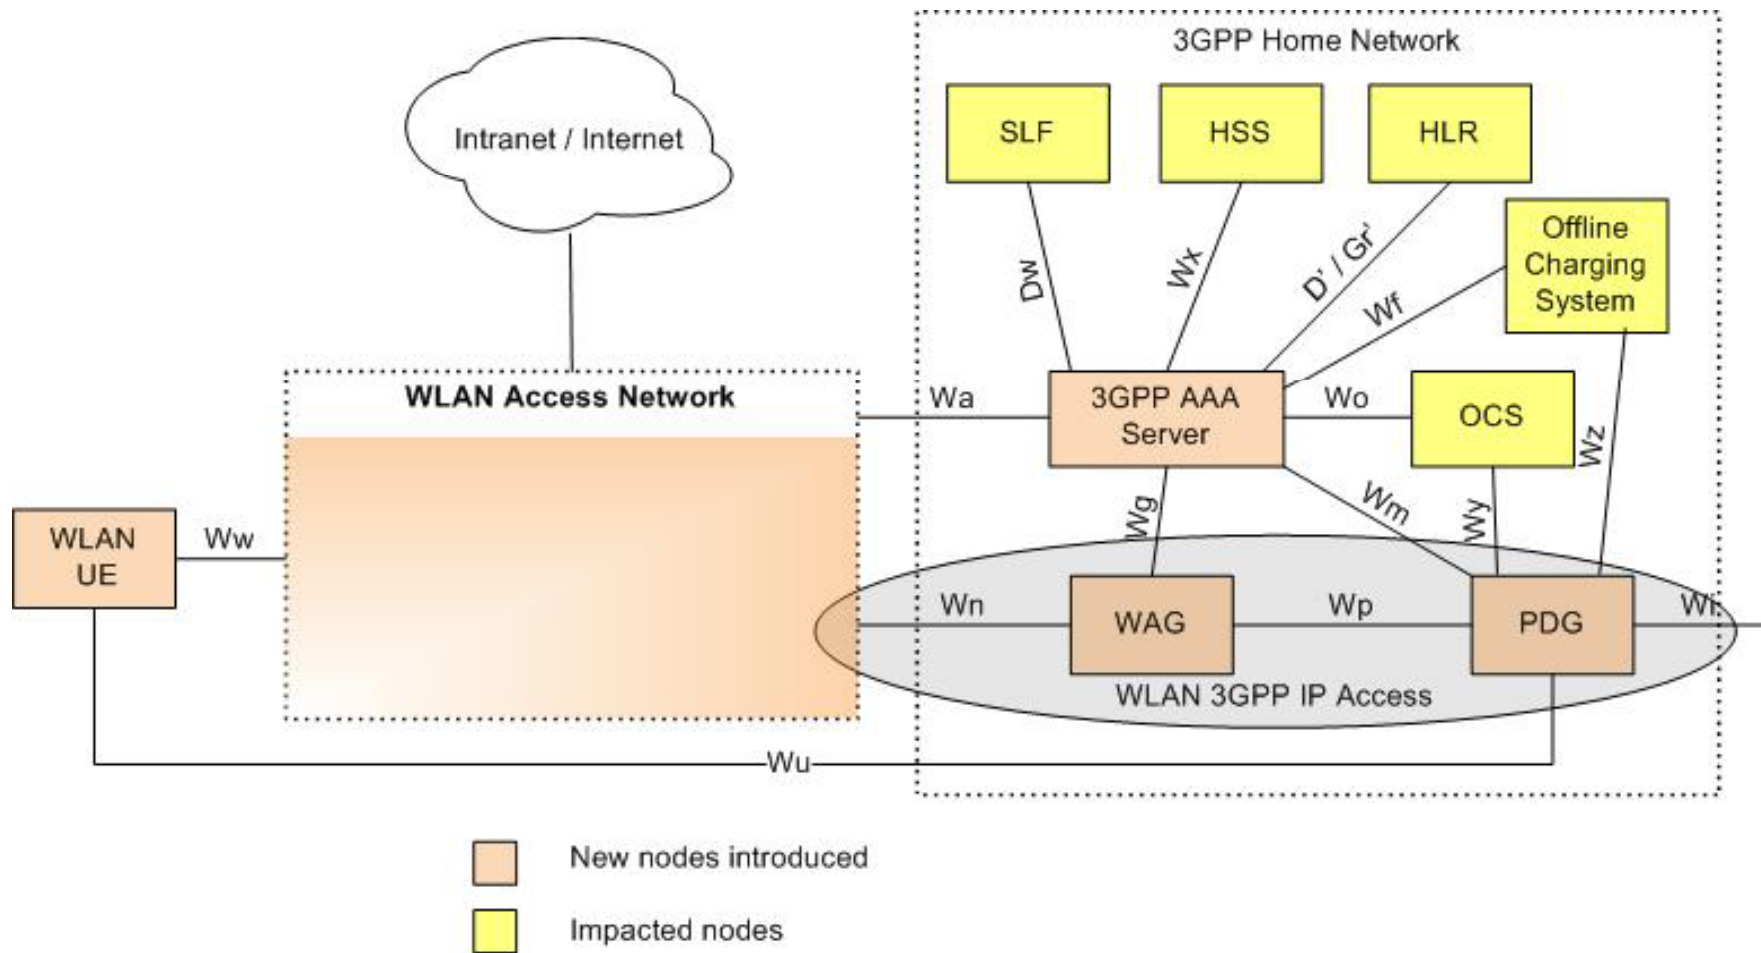 3GPP Home Network
SLF
HSS
HLR
Intranet / Internet
Offline
Charging
System
Dw
Wx
D' / Gr'
Wf
WLAN Access Network
Wa
3GPP AAA
Server
Wo
OCS
Wz
WLAN
UE
Ww
Wg
Wm
Wy
Wn
WAG
Wp
PDG
Wi
WLAN 3GPP IP Access
Wu
New nodes introduced
Impacted nodes